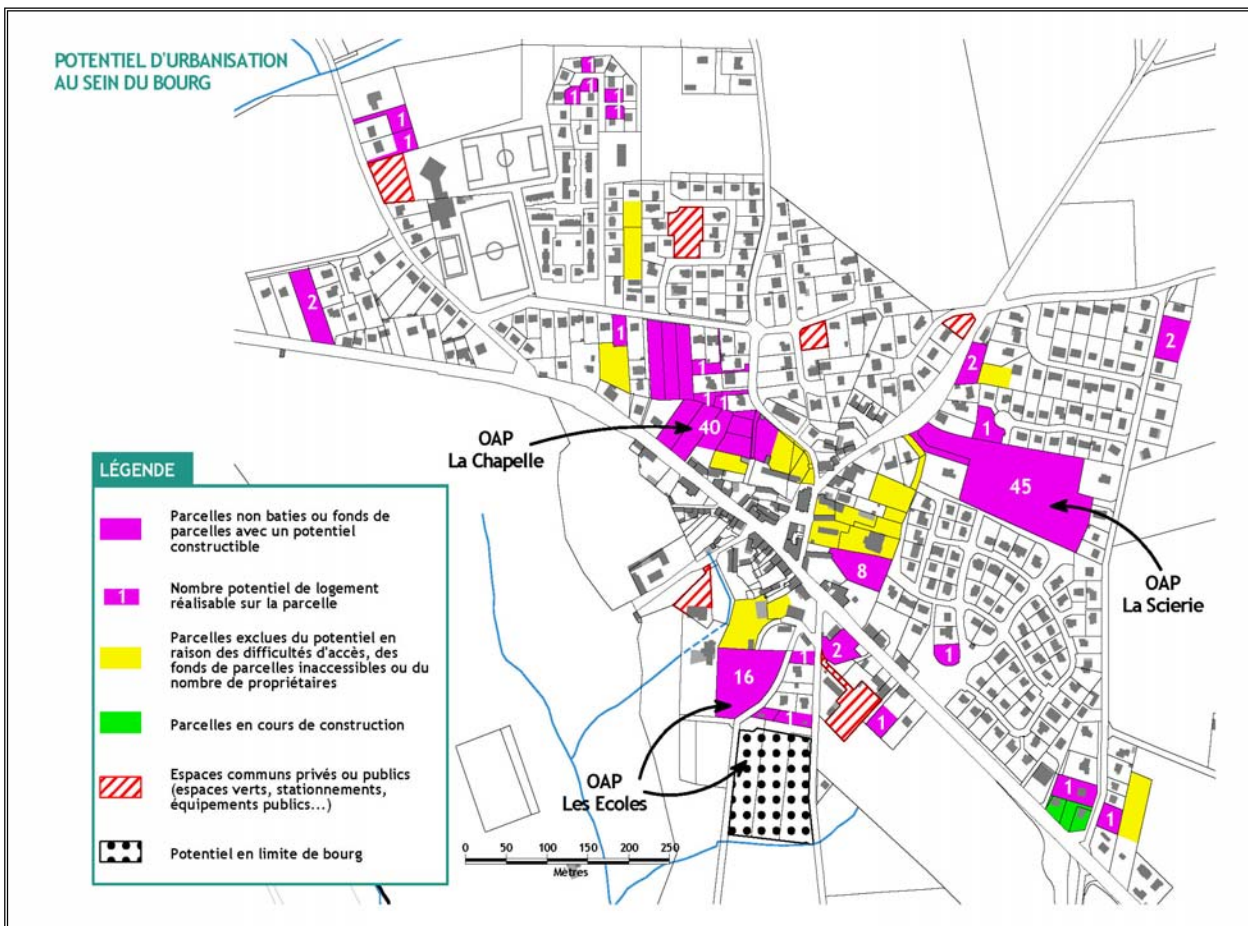 POTENTIEL D'URBANISATION
AU SEIN DU BOURG
1
1
1
1
1
1
1
2
1
1
1
1
40
OAP
La Chapelle
2
2
1
45
OAP
La Scierie
8
1
2
1
16
1
1
OAP
Les Ecoles
1
1
LÉGENDE
Parcelles non baties ou fonds de
parcelles avec un potentiel
constructible
1
Nombre potentiel de logement
réalisable sur la parcelle
Parcelles exclues du potentiel en
raison des difficultés d'accès, des
fonds de parcelles inaccessibles ou du
nombre de propriétaires
Parcelles en cours de construction
Espaces communs privés ou publics
(espaces verts, stationnements,
équipements publics...)
Potentiel en limite de bourg
0 50 100 150 200 250
Mètres